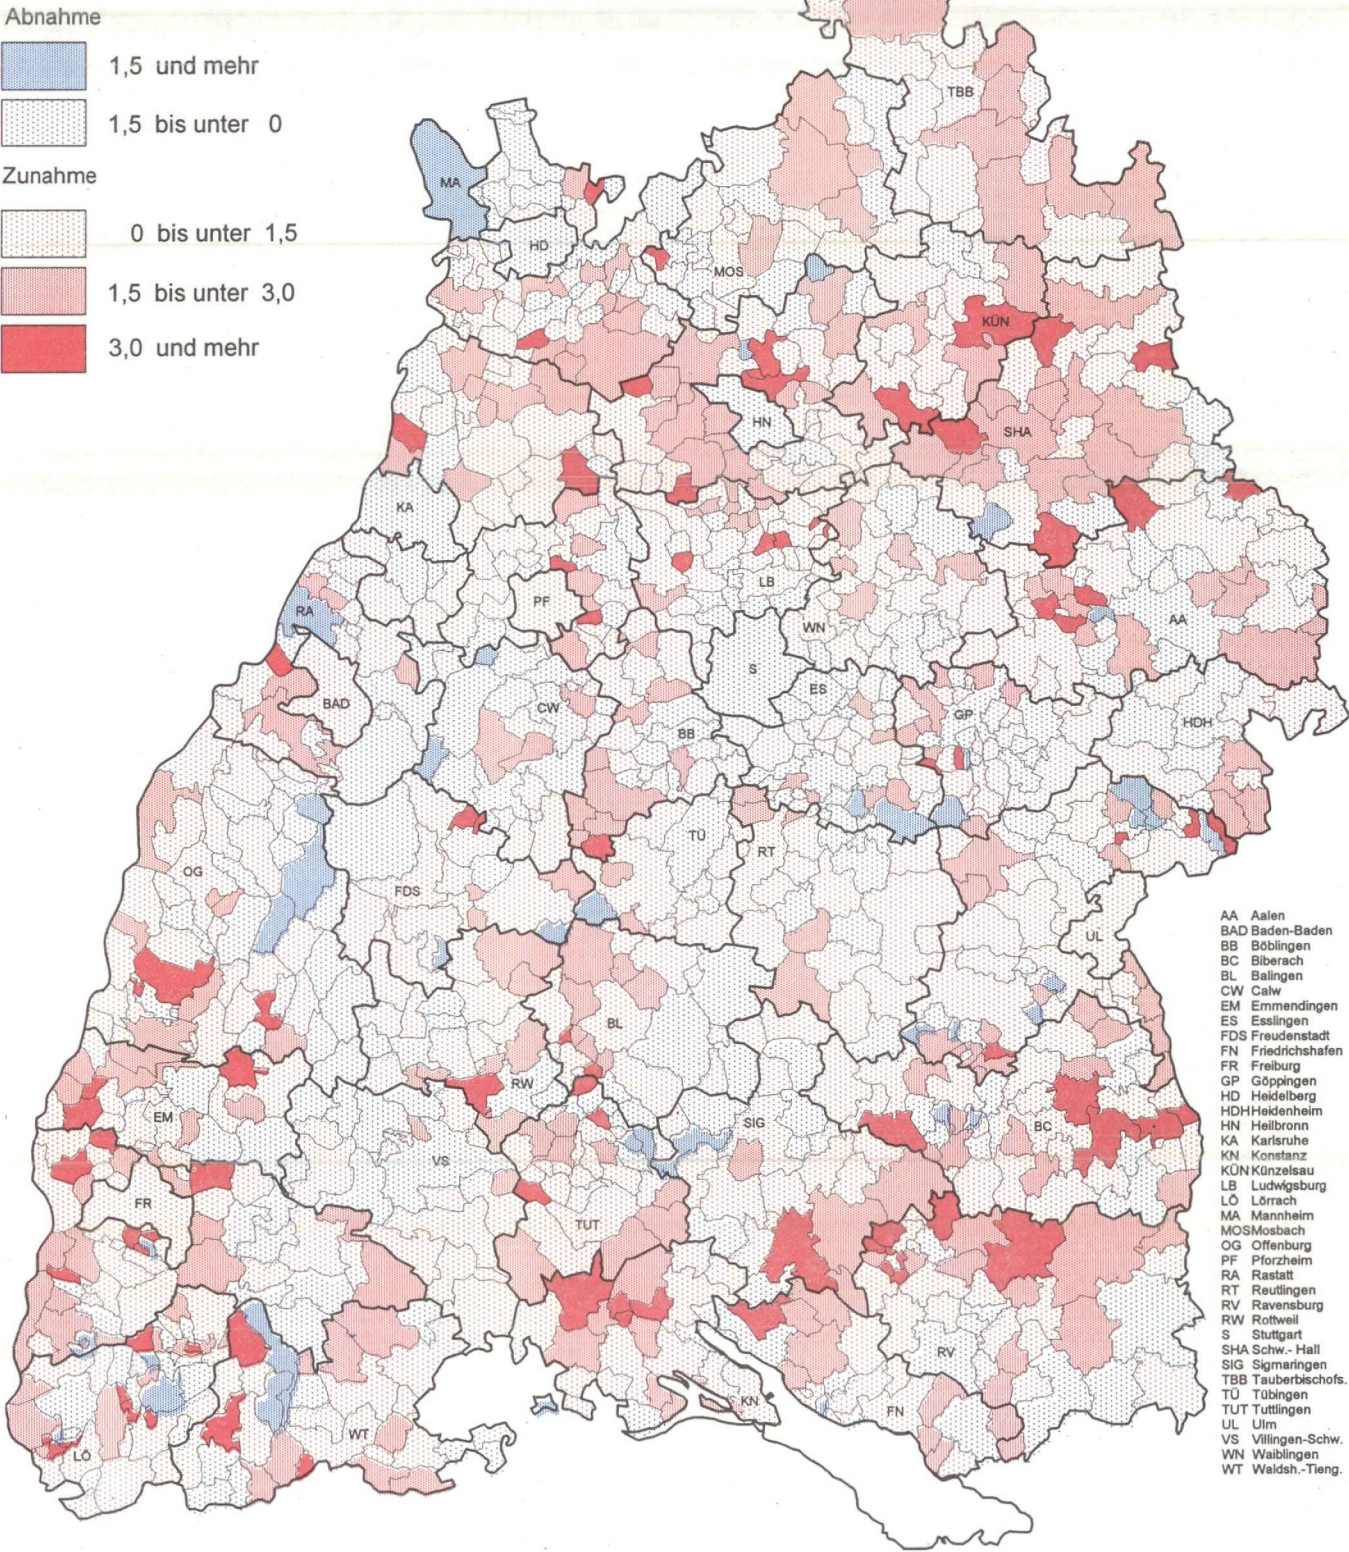 Abnahme
1,5 und mehr
1,5 bis unter 0
Zunahme
0 bis unter 1,5
1,5 bis unter 3,0
3,0 und mehr
TBB
MA
HD
MOS
KÜN
HN
SHA
KA
LB
PF
RA
WN
AA
S
ES
BAD
CW
GP
HDH
BB
TÜ
RT
OG
FDS
UL
BL
RW
EM
SIG
BC
VS
FR
TUT
RV
KN
FN
WT
LÖ
AA Aalen
BAD Baden-Baden
BB Böblingen
BC Biberach
BL Balingen
CW Calw
EM Emmendingen
ES Esslingen
FDS Freudenstadt
FN Friedrichshafen
FR Freiburg
GP Göppingen
HD Heidelberg
HDH Heidenheim
HN Heilbronn
KA Karlsruhe
KN Konstanz
KÜN Künzelsau
LB Ludwigsburg
LÖ Lörrach
MA Mannheim
MOS Mosbach
OG Offenburg
PF Pforzheim
RA Rastatt
RT Reutlingen
RV Ravensburg
RW Rottweil
S Stuttgart
SHA Schw.- Hall
SIG Sigmaringen
TBB Tauberbischofs.
TÜ Tübingen
TUT Tuttlingen
UL Ulm
VS Villingen-Schw.
WN Waiblingen
WT Waldsh.-Tieng.